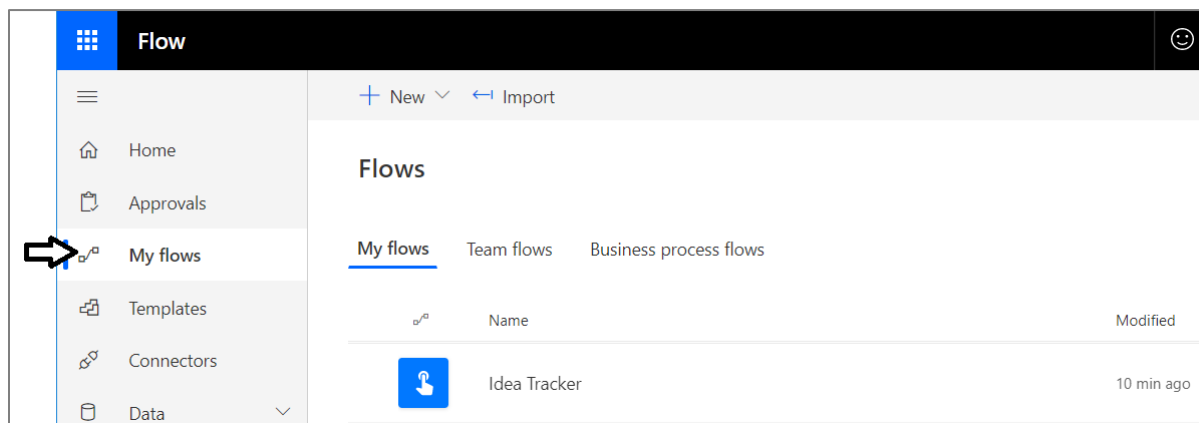 Flow
New Import
Home
Approvals
My flows
Templates
Connectors
Data
Flows
My flows Team flows Business process flows
Name Modified
Idea Tracker 10 min ago